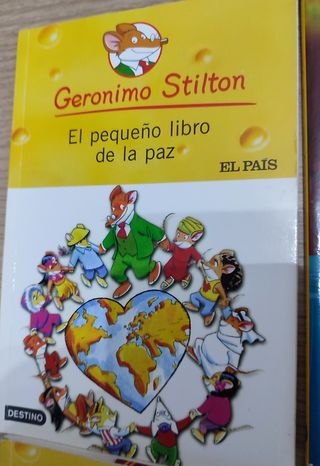 Geronimo Stilton
El pequeño libro
de la paz
EL PAÍS
DESTINO